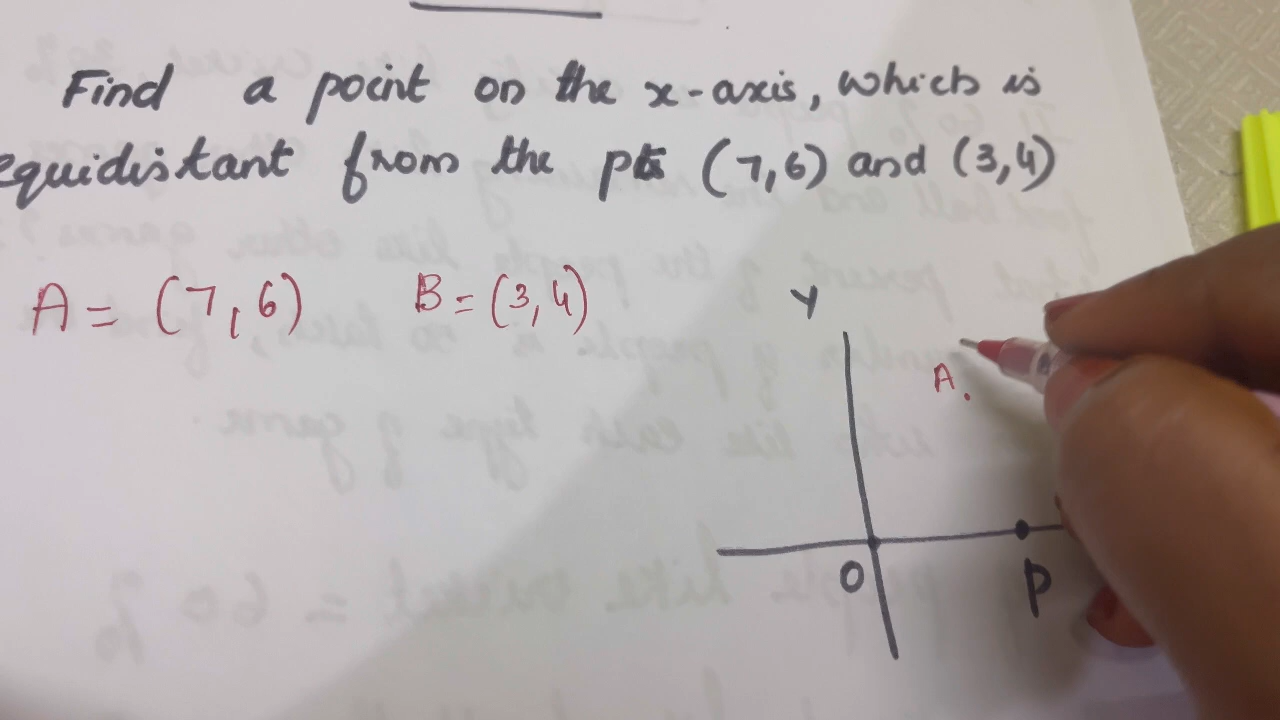 Find a point on the x-axis, which is
equidistant from the pts (7,6) and (3,4)
A = (7,6) B = (3,4)
Y
A.
O P